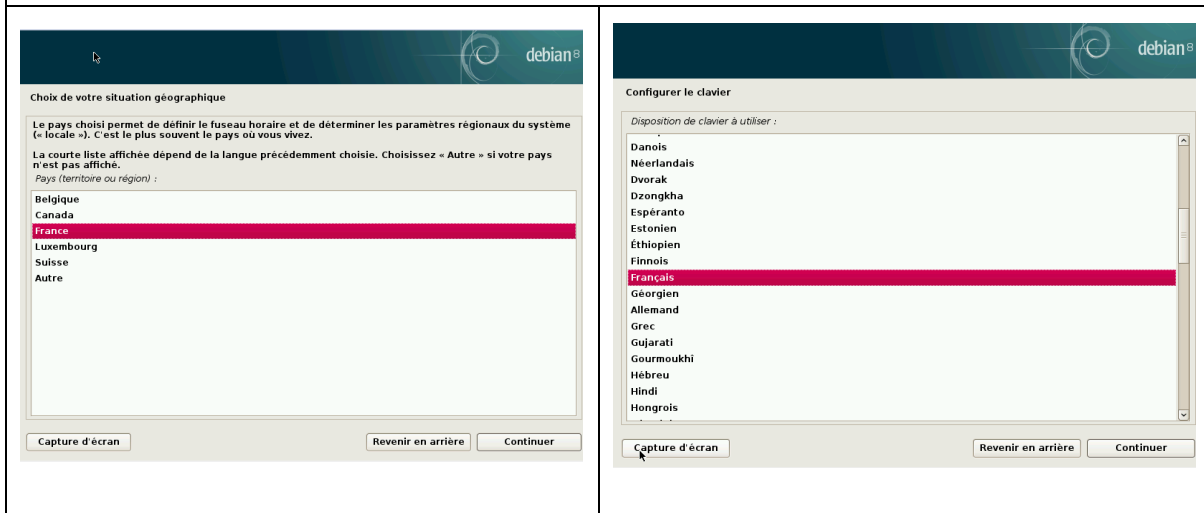 debian 8
Choix de votre situation géographique
Le pays choisi permet de définir le fuseau horaire et de déterminer les paramètres régionaux du système
(« locale »). C'est le plus souvent le pays où vous vivez.
La courte liste affichée dépend de la langue précédemment choisie. Choisissez « Autre » si votre pays
n'est pas affiché.
Pays (territoire ou région) :
Belgique
Canada
France
Luxembourg
Suisse
Autre
Capture d'écran
Revenir en arrière
Continuer
debian 8
Configurer le clavier
Disposition de clavier à utiliser :
Danois
Néerlandais
Dvorak
Dzongkha
Espéranto
Estonien
Éthiopien
Finnois
Français
Géorgien
Allemand
Grec
Gujarati
Gourmoukhi
Hébreu
Hindi
Hongrois
Capture d'écran
Revenir en arrière
Continuer